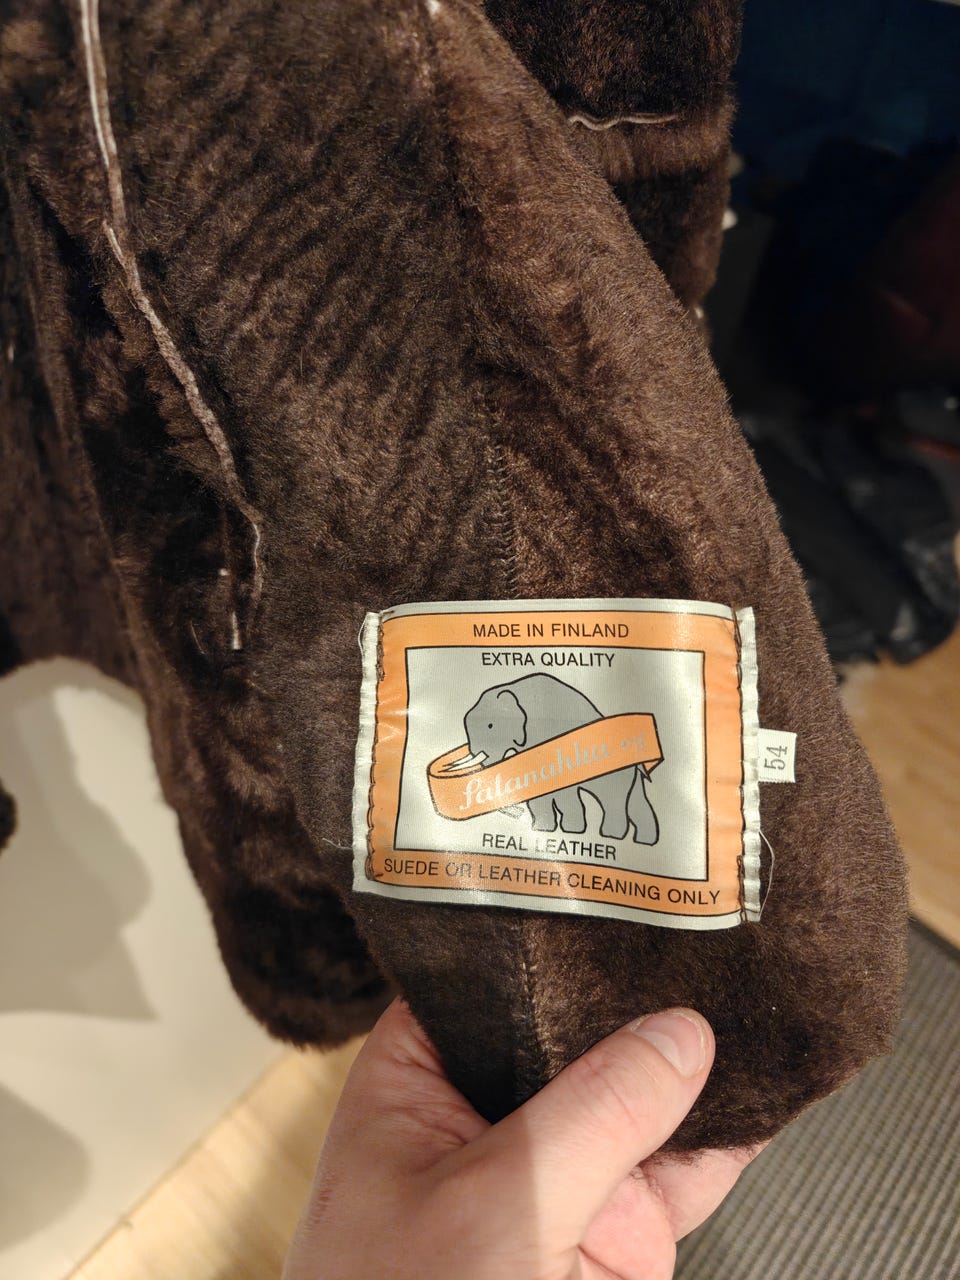 MADE IN FINLAND
EXTRA QUALITY
Satanahka oy
54
REAL LEATHER
SUEDE OR LEATHER CLEANING ONLY